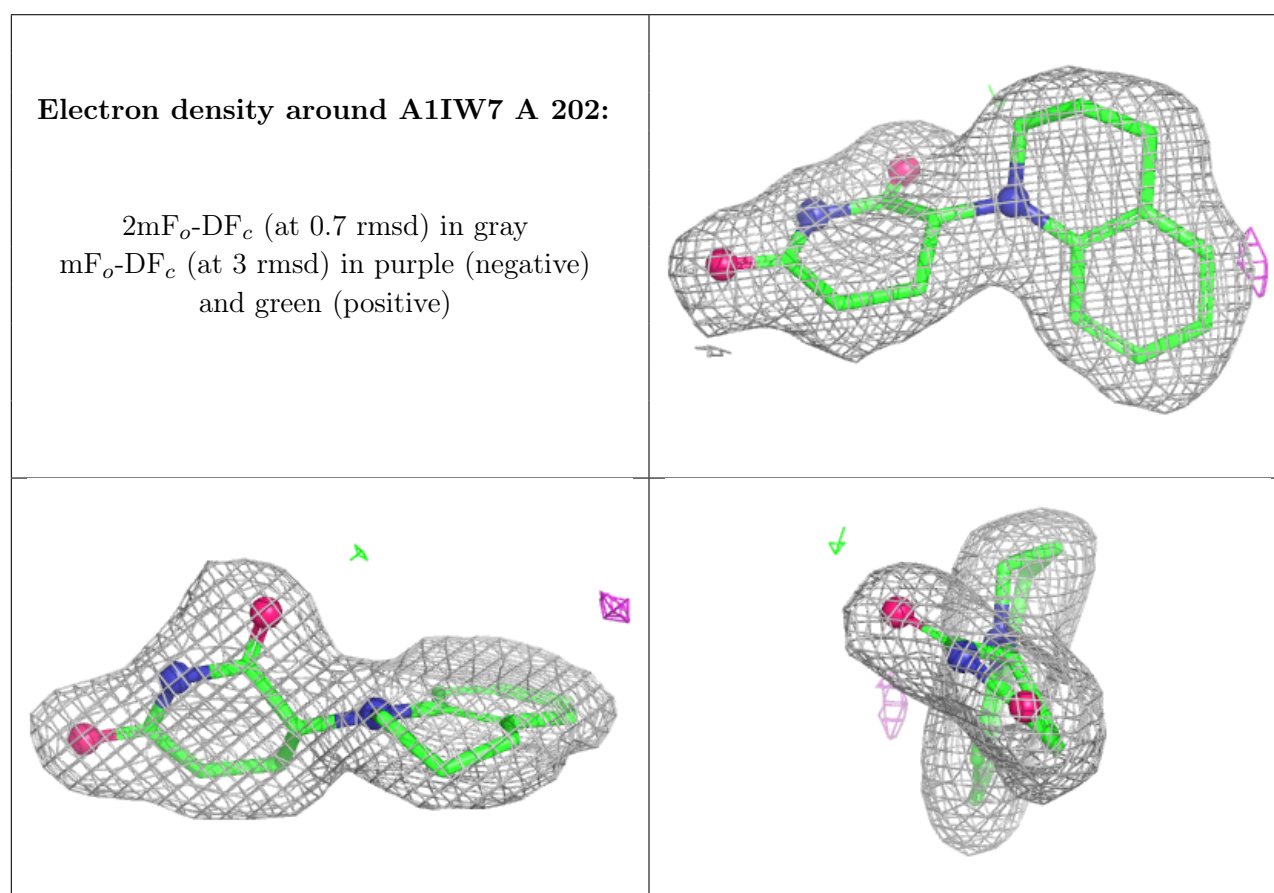 Electron density around A1IW7 A 202:
2mFo-DFc (at 0.7 rmsd) in gray
mFo-DFc (at 3 rmsd) in purple (negative)
and green (positive)